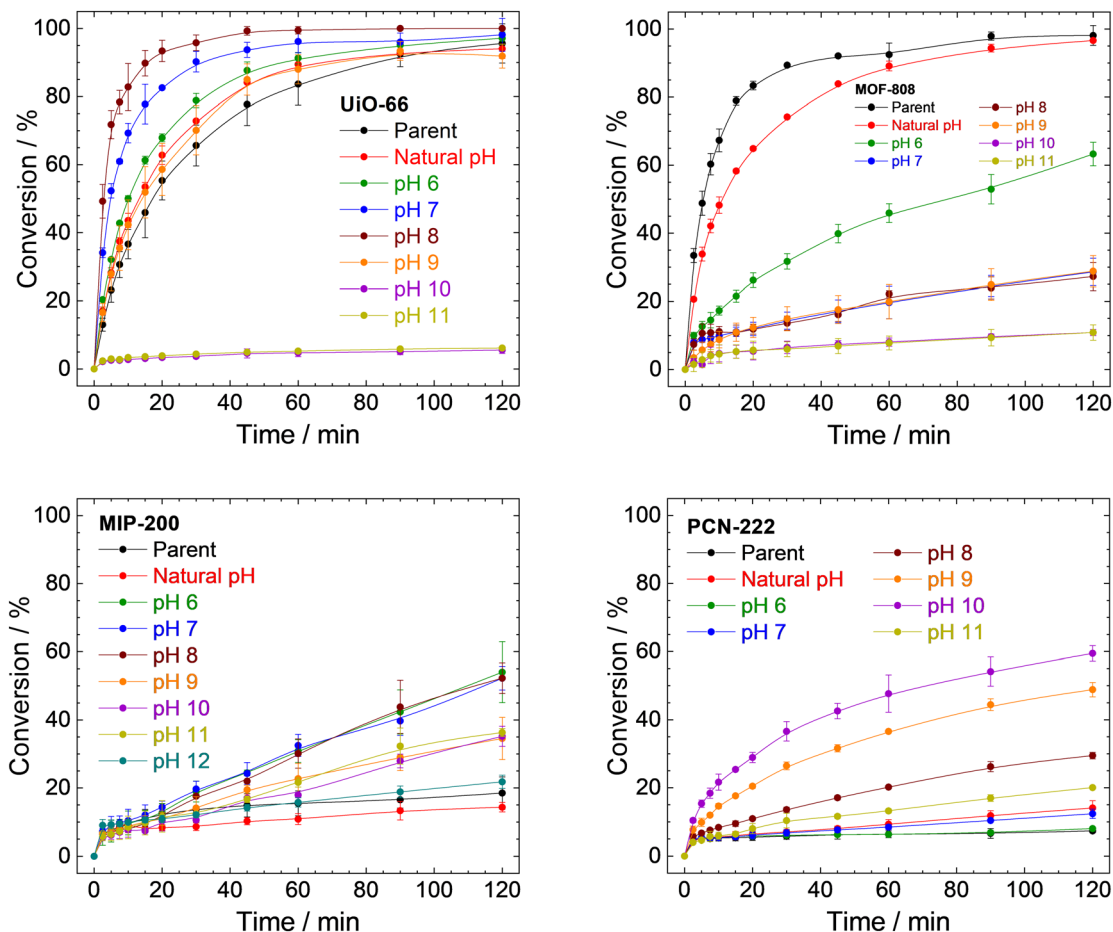 Conversion / %
100
80
60
40
20
0
UiO-66
Parent
Natural pH
pH 6
pH 7
pH 8
pH 9
pH 10
pH 11
0 20 40 60 80 100 120
Time / min
Conversion / %
100
80
60
40
20
0
MOF-808
Parent pH 8
Natural pH pH 9
pH 6 pH 10
pH 7 pH 11
0 20 40 60 80 100 120
Time / min
Conversion / %
100
80
60
40
20
0
MIP-200
Parent
Natural pH
pH 6
pH 7
pH 8
pH 9
pH 10
pH 11
pH 12
0 20 40 60 80 100 120
Time / min
Conversion / %
100
80
60
40
20
0
PCN-222
Parent pH 8
Natural pH pH 9
pH 6 pH 10
pH 7 pH 11
0 20 40 60 80 100 120
Time / min